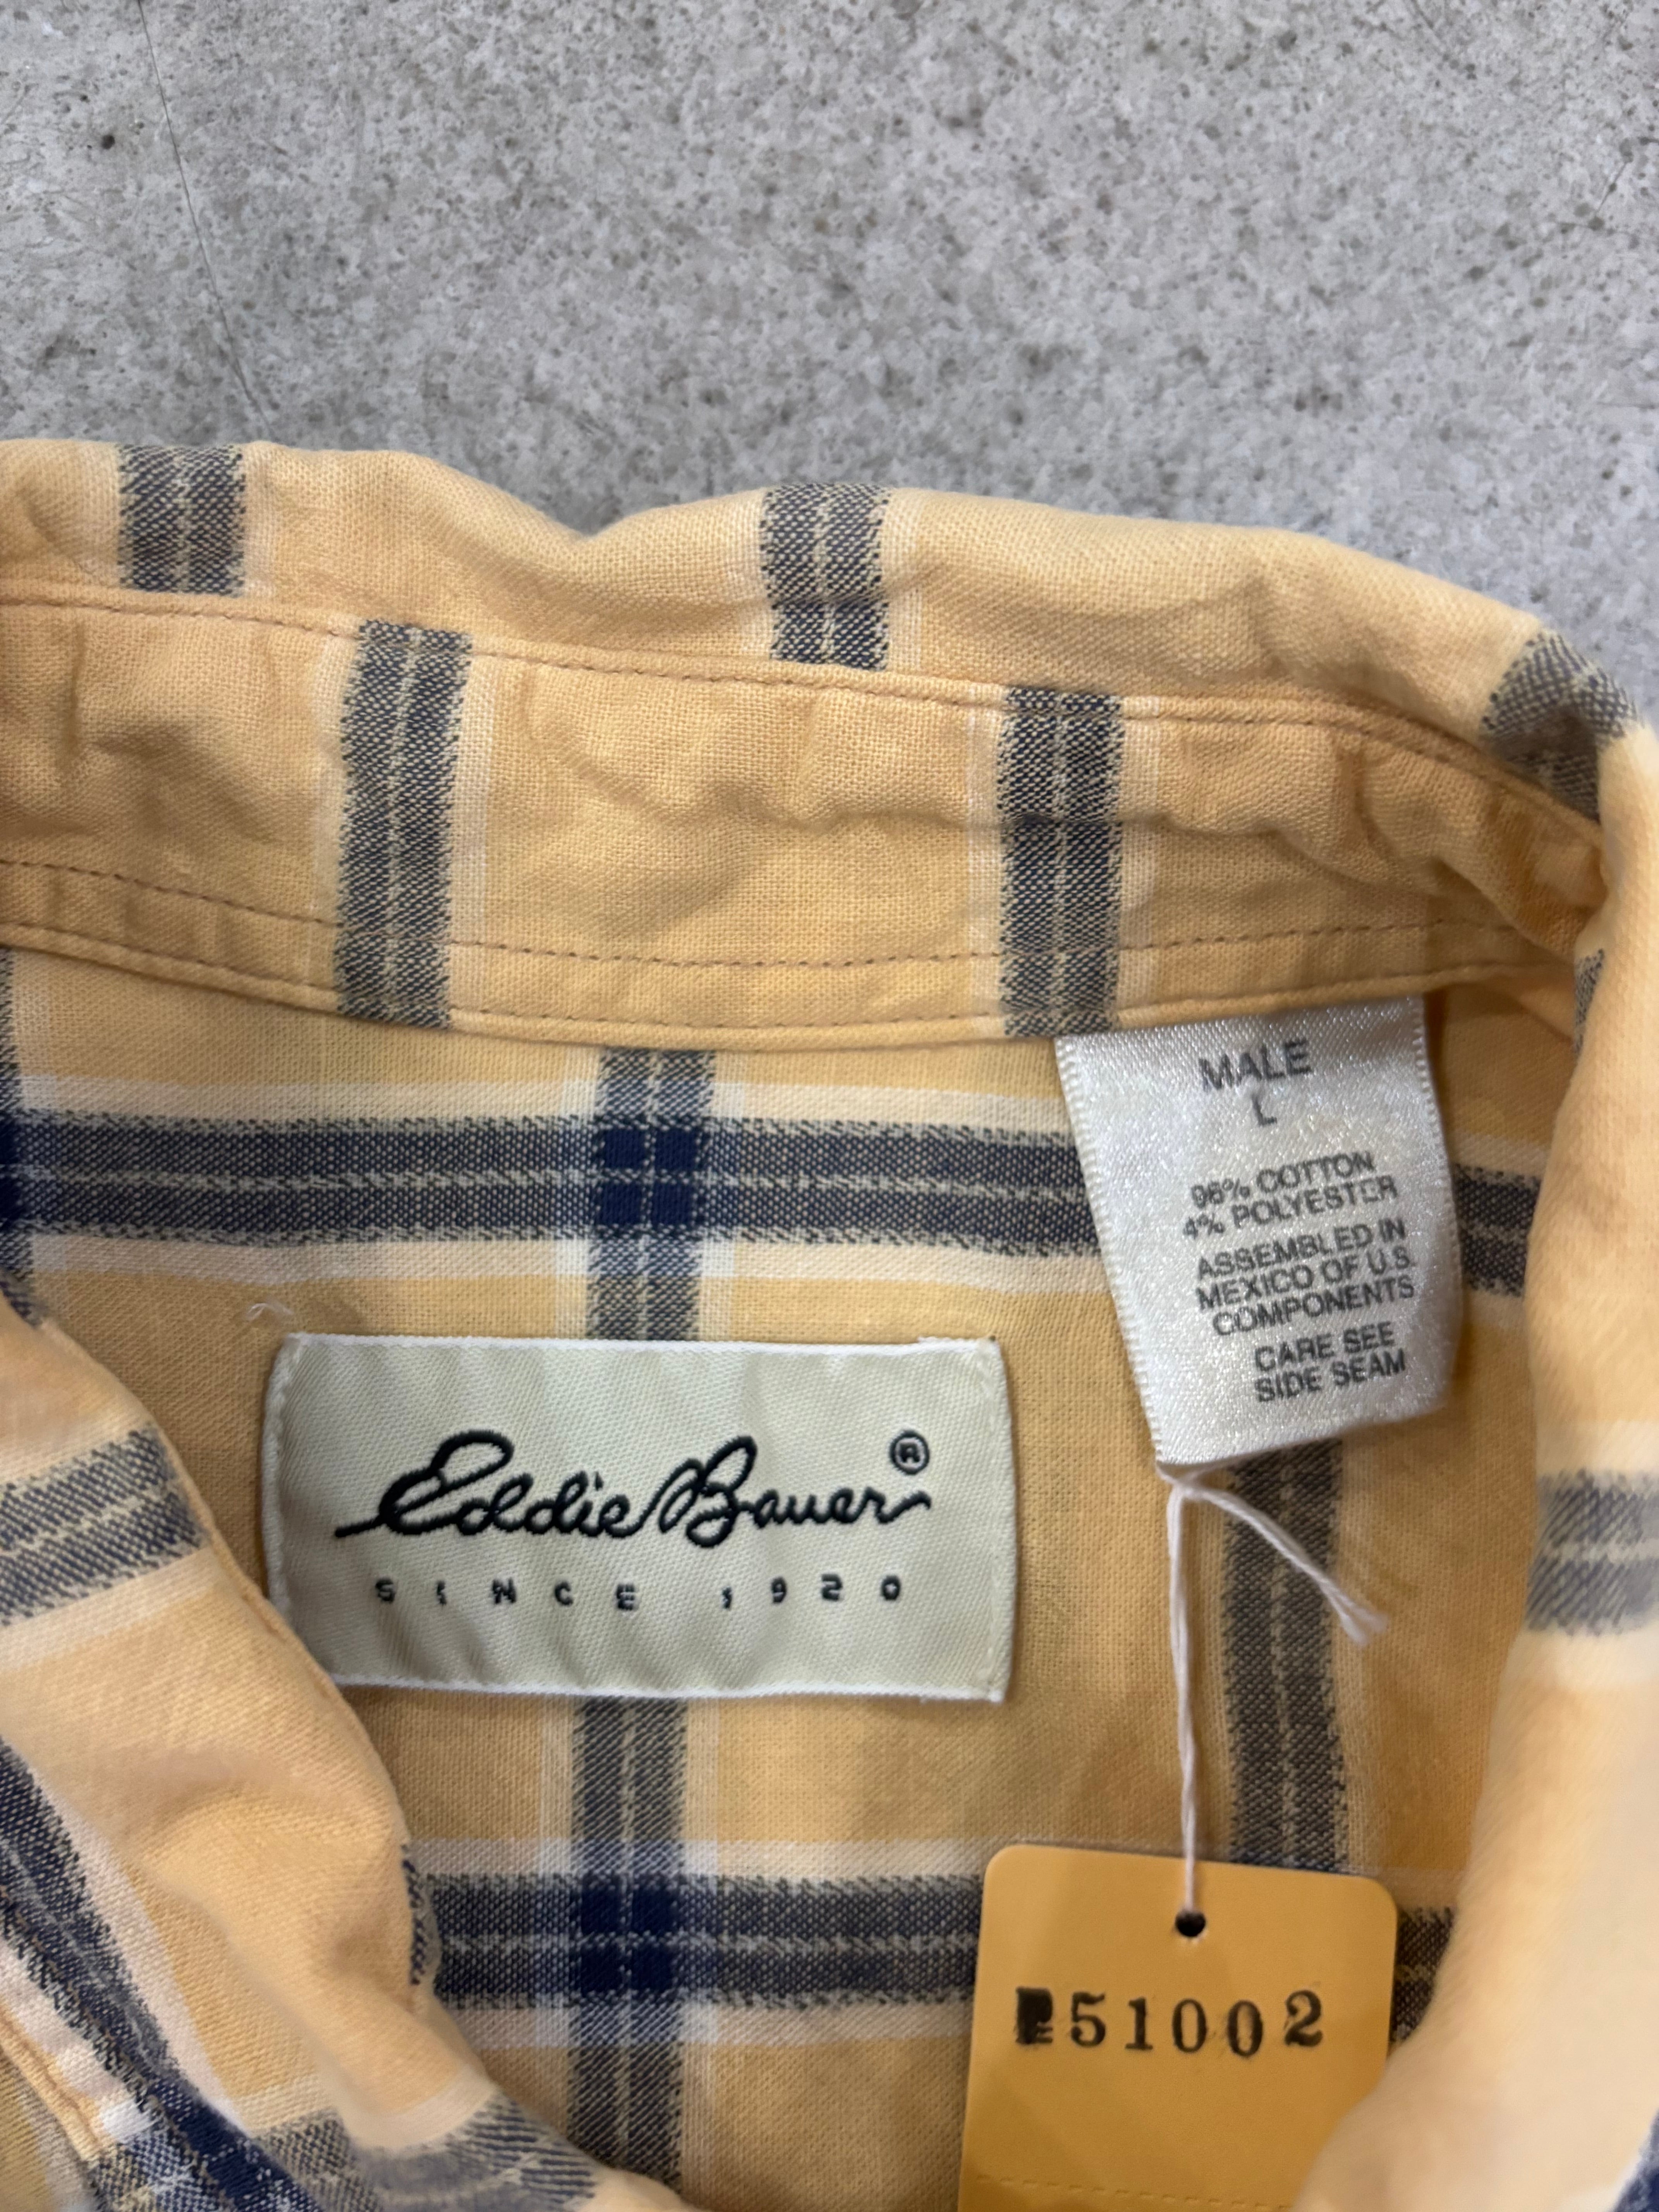 MALE
L
96% COTTON
4% POLYESTER
ASSEMBLED IN
MEXICO OF U.S.
COMPONENTS
CARE SEE
SIDE SEAM
Eddie Bauer®
SINCE 1920
51002